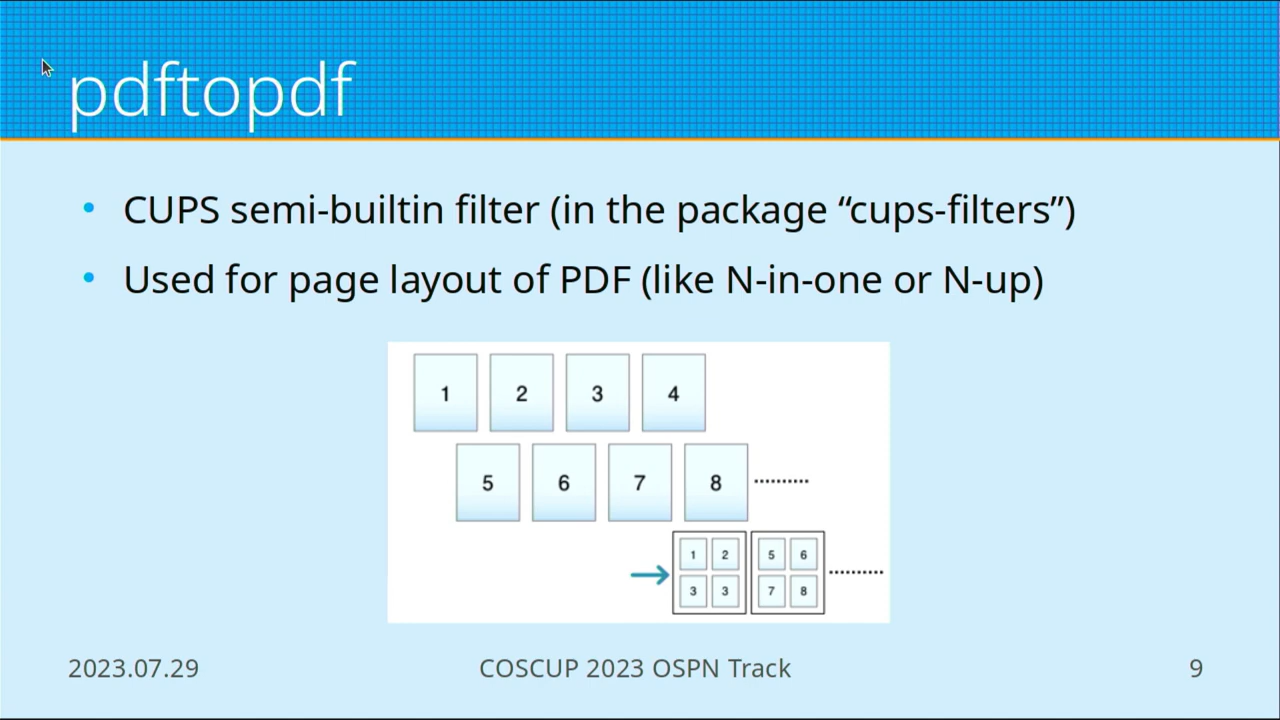 pdftopdf
• CUPS semi-builtin filter (in the package “cups-filters”)
• Used for page layout of PDF (like N-in-one or N-up)
1 2 3 4
5 6 7 8 ..........
1 2 5 6
3 3 7 8 ..........
2023.07.29 COSCUP 2023 OSPN Track 9